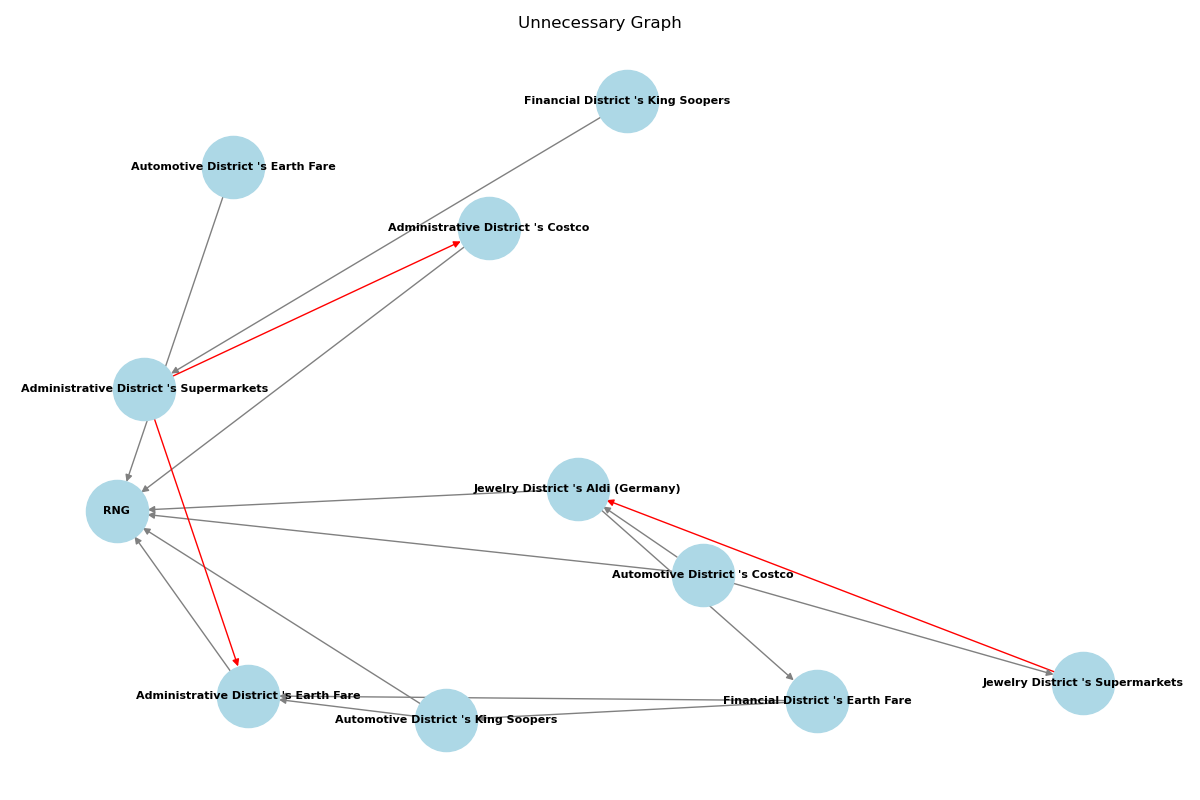 Unnecessary Graph
Financial District 's King Soopers
Automotive District 's Earth Fare
Administrative District 's Costco
Administrative District 's Supermarkets
Jewelry District 's Aldi (Germany)
RNG
Automotive District 's Costco
Jewelry District 's Supermarkets
Administrative District 's Earth Fare
Financial District 's Earth Fare
Automotive District 's King Soopers